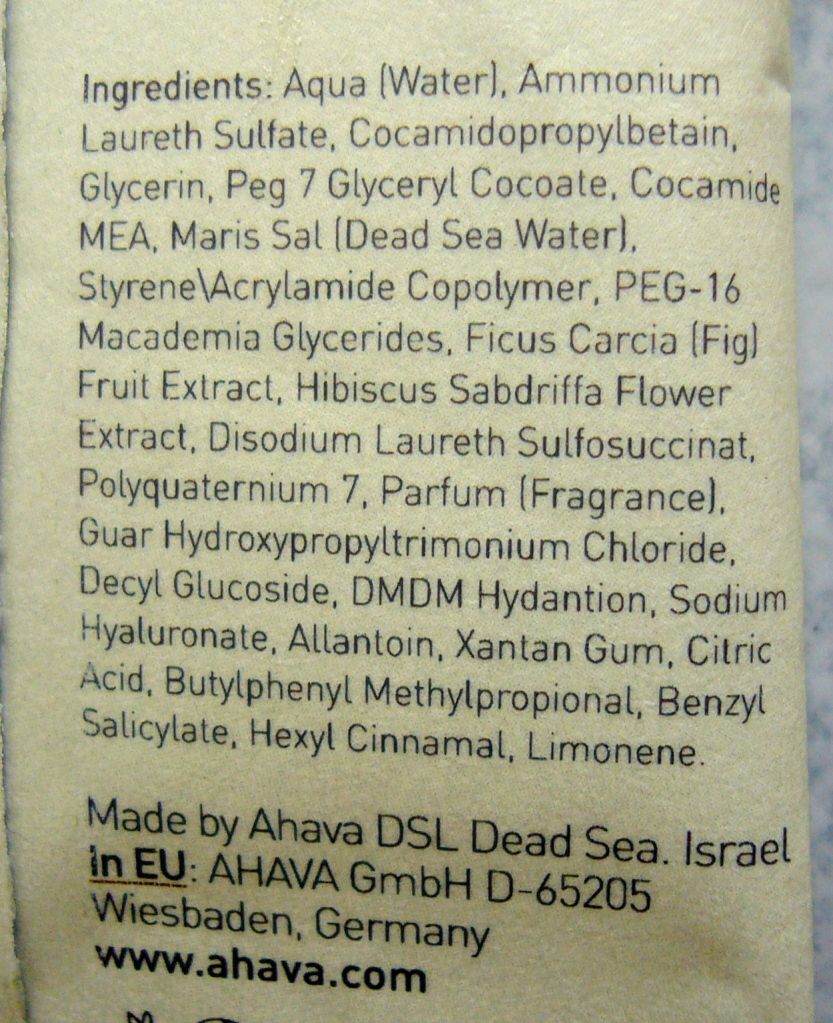 Ingredients: Aqua (Water), Ammonium
Laureth Sulfate, Cocamidopropylbetain,
Glycerin, Peg 7 Glyceryl Cocoate, Cocamide
MEA, Maris Sal (Dead Sea Water),
Styrene\Acrylamide Copolymer, PEG-16
Macademia Glycerides, Ficus Carcia (Fig)
Fruit Extract, Hibiscus Sabdriffa Flower
Extract, Disodium Laureth Sulfosuccinat,
Polyquaternium 7, Parfum (Fragrance),
Guar Hydroxypropyltrimonium Chloride,
Decyl Glucoside, DMDM Hydantion, Sodium
Hyaluronate, Allantoin, Xantan Gum, Citric
Acid, Butylphenyl Methylpropional, Benzyl
Salicylate, Hexyl Cinnamal, Limonene.
Made by Ahava DSL Dead Sea. Israel
in EU: AHAVA GmbH D-65205
Wiesbaden, Germany
www.ahava.com